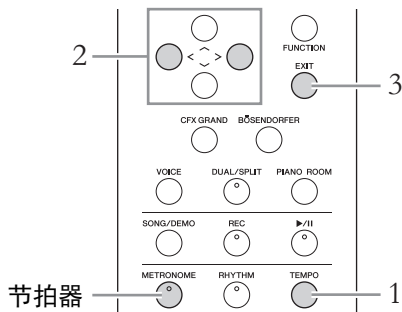 2
FUNCTION
EXIT
3
CFX GRAND BÖSENDORFER
VOICE DUAL/SPLIT PIANO ROOM
SONG/DEMO REC ►/II
节拍器 METRONOME RHYTHM TEMPO 1